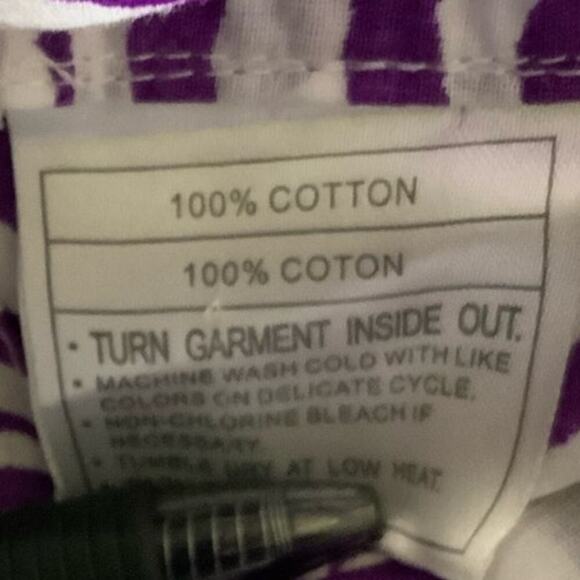 100% COTTON
100% COTON
• TURN GARMENT INSIDE OUT.
• MACHINE WASH COLD WITH LIKE
COLORS ON DELICATE CYCLE.
• NON-CHLORINE BLEACH IF
NECESSARY
• TUMBLE DRY AT LOW HEAT.